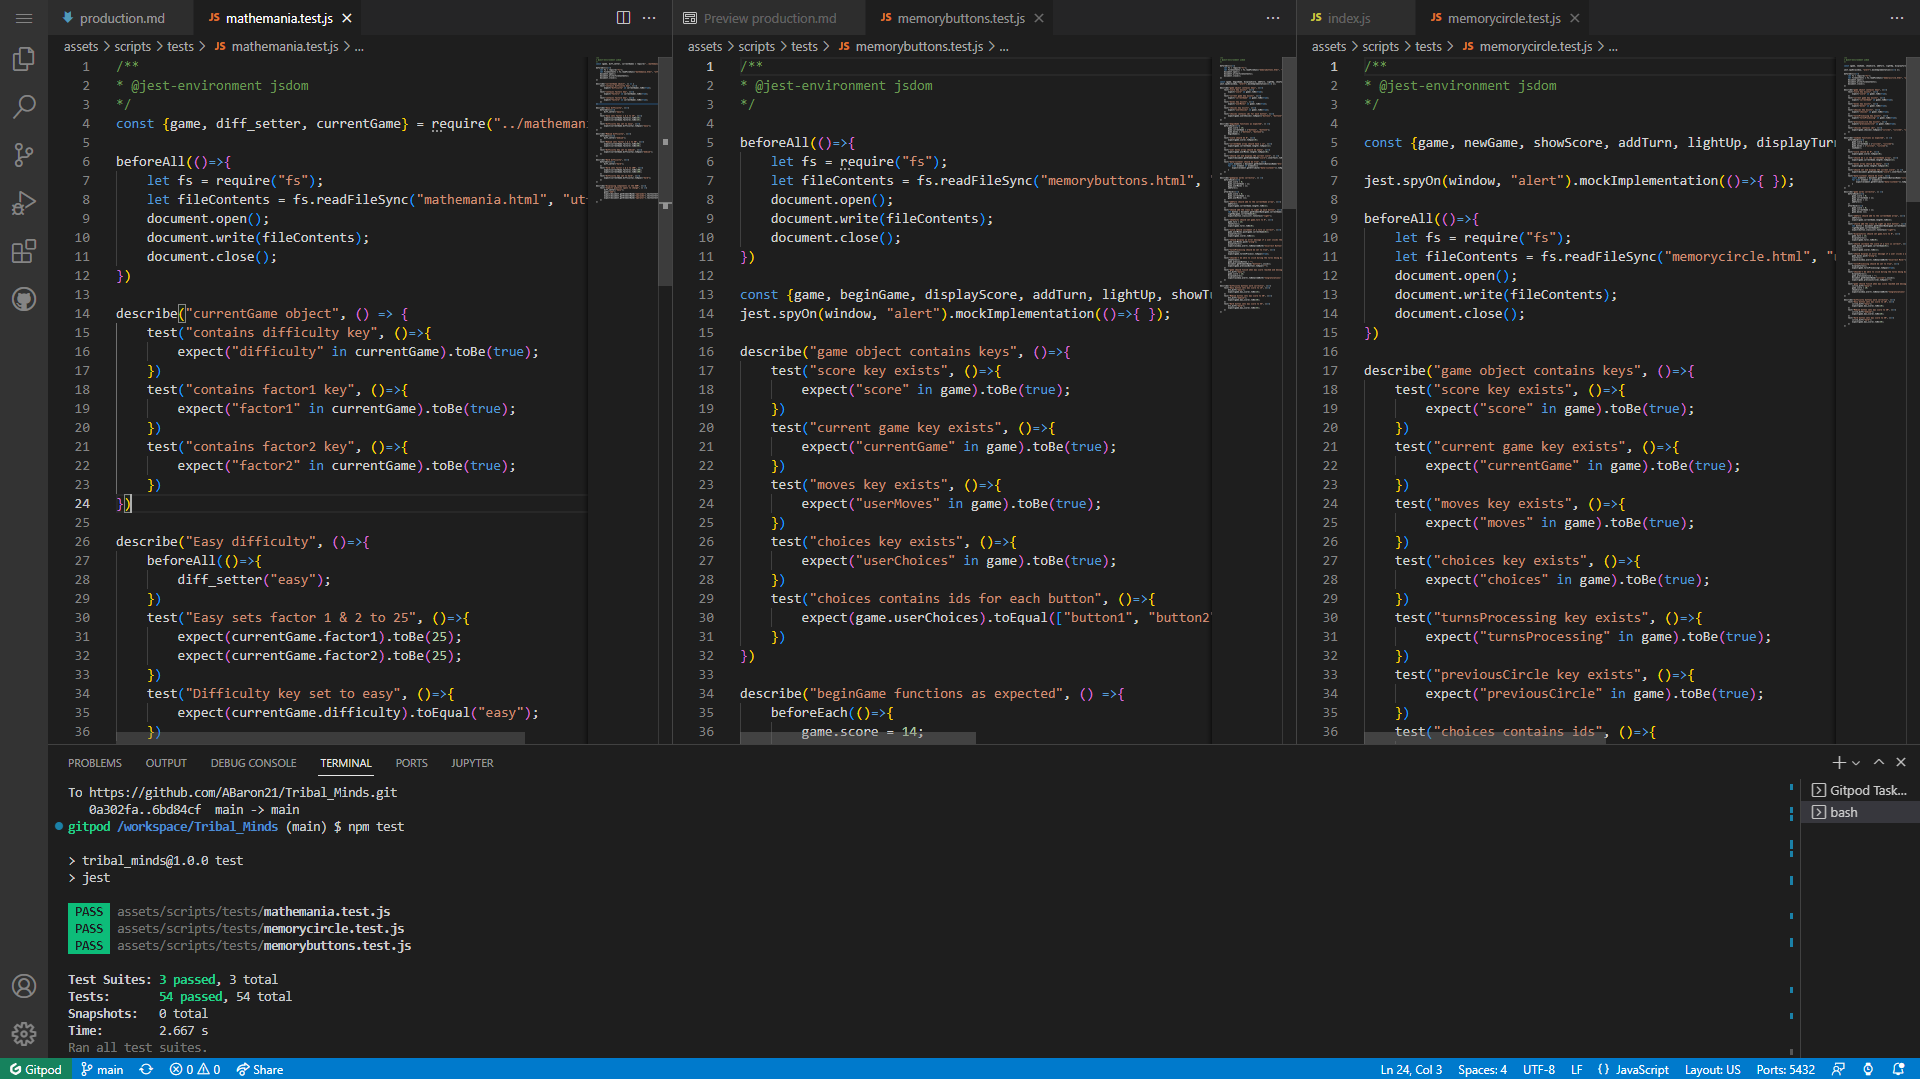 production.md
JS mathemania.test.js
assets > scripts > tests > JS mathemania.test.js > ...
1 /**
2 * @jest-environment jsdom
3 */
4 const {game, diff_setter, currentGame} = require("../mathemani
5
6 beforeAll(()=>{
7 let fs = require("fs");
8 let fileContents = fs.readFileSync("mathemania.html", "ut
9 document.open();
10 document.write(fileContents);
11 document.close();
12 })
13
14 describe("currentGame object", () => {
15 test("contains difficulty key", ()=>{
16 expect("difficulty" in currentGame).toBe(true);
17 })
18 test("contains factor1 key", ()=>{
19 expect("factor1" in currentGame).toBe(true);
20 })
21 test("contains factor2 key", ()=>{
22 expect("factor2" in currentGame).toBe(true);
23 })
24 })
25
26 describe("Easy difficulty", ()=>{
27 beforeAll(()=>{
28 diff_setter("easy");
29 })
30 test("Easy sets factor 1 & 2 to 25", ()=>{
31 expect(currentGame.factor1).toBe(25);
32 expect(currentGame.factor2).toBe(25);
33 })
34 test("Difficulty key set to easy", ()=>{
35 expect(currentGame.difficulty).toEqual("easy");
36 })
Preview production.md
JS memorybuttons.test.js
assets > scripts > tests > JS memorybuttons.test.js > ...
1 /**
2 * @jest-environment jsdom
3 */
4
5 beforeAll(()=>{
6 let fs = require("fs");
7 let fileContents = fs.readFileSync("memorybuttons.html", "
8 document.open();
9 document.write(fileContents);
10 document.close();
11 })
12
13 const {game, beginGame, displayScore, addTurn, lightUp, showTu
14 jest.spyOn(window, "alert").mockImplementation(()=>{ });
15
16 describe("game object contains keys", ()=>{
17 test("score key exists", ()=>{
18 expect("score" in game).toBe(true);
19 })
20 test("current game key exists", ()=>{
21 expect("currentGame" in game).toBe(true);
22 })
23 test("moves key exists", ()=>{
24 expect("userMoves" in game).toBe(true);
25 })
26 test("choices key exists", ()=>{
27 expect("userChoices" in game).toBe(true);
28 })
29 test("choices contains ids for each button", ()=>{
30 expect(game.userChoices).toEqual(["button1", "button2"
31 })
32 })
33
34 describe("beginGame functions as expected", () =>{
35 beforeEach(()=>{
36 game.score = 14;
JS index.js
JS memorycircle.test.js
assets > scripts > tests > JS memorycircle.test.js > ...
1 /**
2 * @jest-environment jsdom
3 */
4
5 const {game, newGame, showScore, addTurn, lightUp, displayTurn
6
7 jest.spyOn(window, "alert").mockImplementation(()=>{ });
8
9 beforeAll(()=>{
10 let fs = require("fs");
11 let fileContents = fs.readFileSync("memorycircle.html", "u
12 document.open();
13 document.write(fileContents);
14 document.close();
15 })
16
17 describe("game object contains keys", ()=>{
18 test("score key exists", ()=>{
19 expect("score" in game).toBe(true);
20 })
21 test("current game key exists", ()=>{
22 expect("currentGame" in game).toBe(true);
23 })
24 test("moves key exists", ()=>{
25 expect("moves" in game).toBe(true);
26 })
27 test("choices key exists", ()=>{
28 expect("choices" in game).toBe(true);
29 })
30 test("turnsProcessing key exists", ()=>{
31 expect("turnsProcessing" in game).toBe(true);
32 })
33 test("previousCircle key exists", ()=>{
34 expect("previousCircle" in game).toBe(true);
35 })
36 test("choices contains ids", ()=>{
PROBLEMS OUTPUT DEBUG CONSOLE TERMINAL PORTS JUPYTER
To https://github.com/ABaron21/Tribal_Minds.git
0a302fa..6bd84cf main -> main
gitpod /workspace/Tribal_Minds (main) $ npm test
> tribal_minds@1.0.0 test
> jest
PASS assets/scripts/tests/mathemania.test.js
PASS assets/scripts/tests/memorycircle.test.js
PASS assets/scripts/tests/memorybuttons.test.js
Test Suites: 3 passed, 3 total
Tests: 54 passed, 54 total
Snapshots: 0 total
Time: 2.667 s
Ran all test suites.
Gitpod Task...
bash
Gitpod main 0 0 Share
Ln 24, Col 3 Spaces: 4 UTF-8 LF {} JavaScript Layout: US Ports: 5432